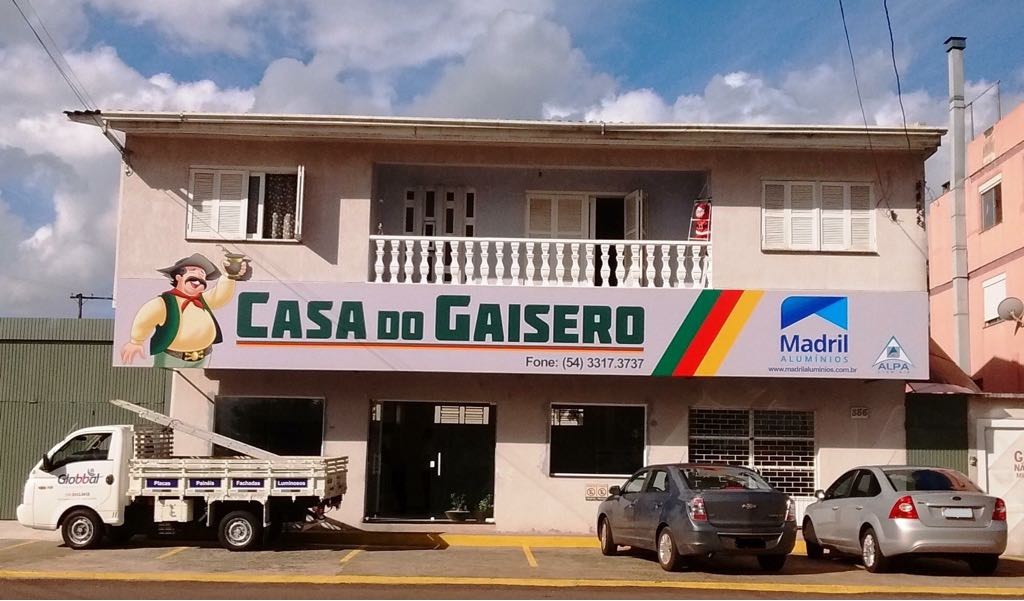 CASA DO GAISERO
Fone: (54) 3317.3737
Madril
ALUMÍNIOS
www.madrilaluminios.com.br
ALPA
886
Globbal
Placas
Painéis
Fachadas
Luminosos